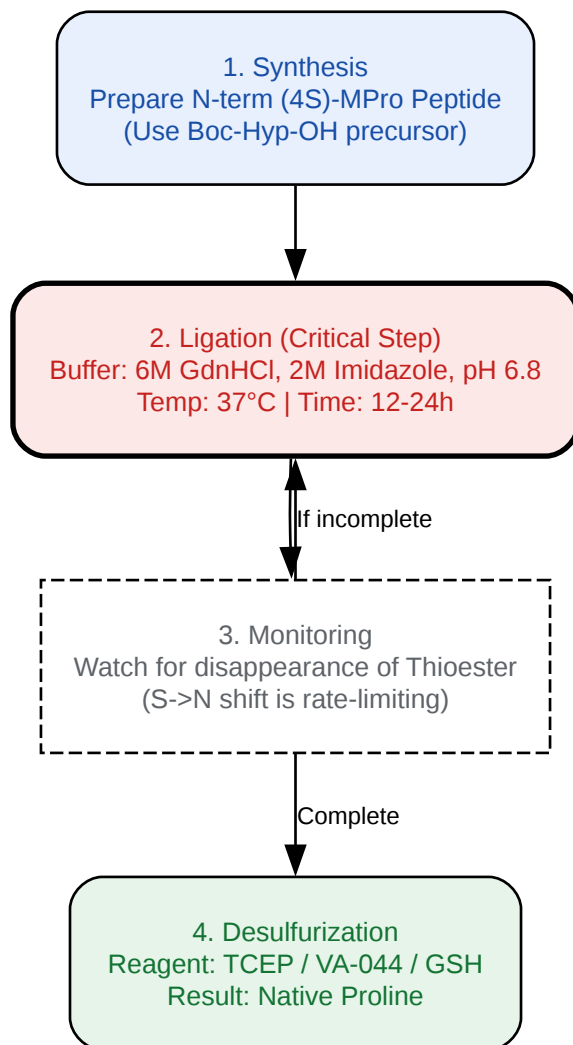 1. Synthesis
Prepare N-term (4S)-MPro Peptide
(Use Boc-Hyp-OH precursor)
2. Ligation (Critical Step)
Buffer: 6M GdnHCl, 2M Imidazole, pH 6.8
Temp: 37°C | Time: 12-24h
If incomplete
3. Monitoring
Watch for disappearance of Thioester
(S->N shift is rate-limiting)
Complete
4. Desulfurization
Reagent: TCEP / VA-044 / GSH
Result: Native Proline